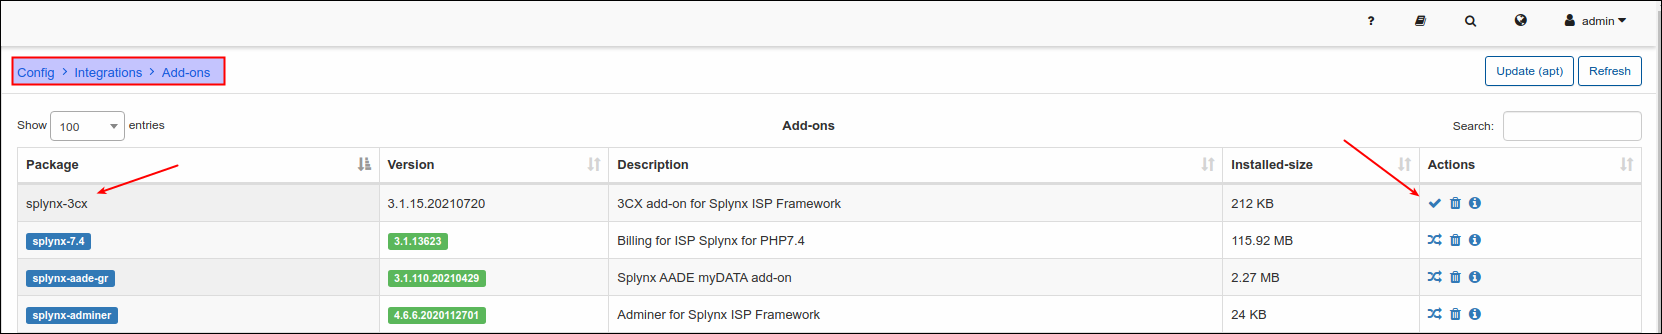 ? admin
Config > Integrations > Add-ons Update (apt) Refresh
Show 100 entries Add-ons Search:
Package Version Description Installed-size Actions
splynx-3cx 3.1.15.20210720 3CX add-on for Splynx ISP Framework 212 KB
splynx-7.4 3.1.13623 Billing for ISP Splynx for PHP7.4 115.92 MB
splynx-aade-gr 3.1.110.20210429 Splynx AADE myDATA add-on 2.27 MB
splynx-adminer 4.6.6.2020112701 Adminer for Splynx ISP Framework 24 KB